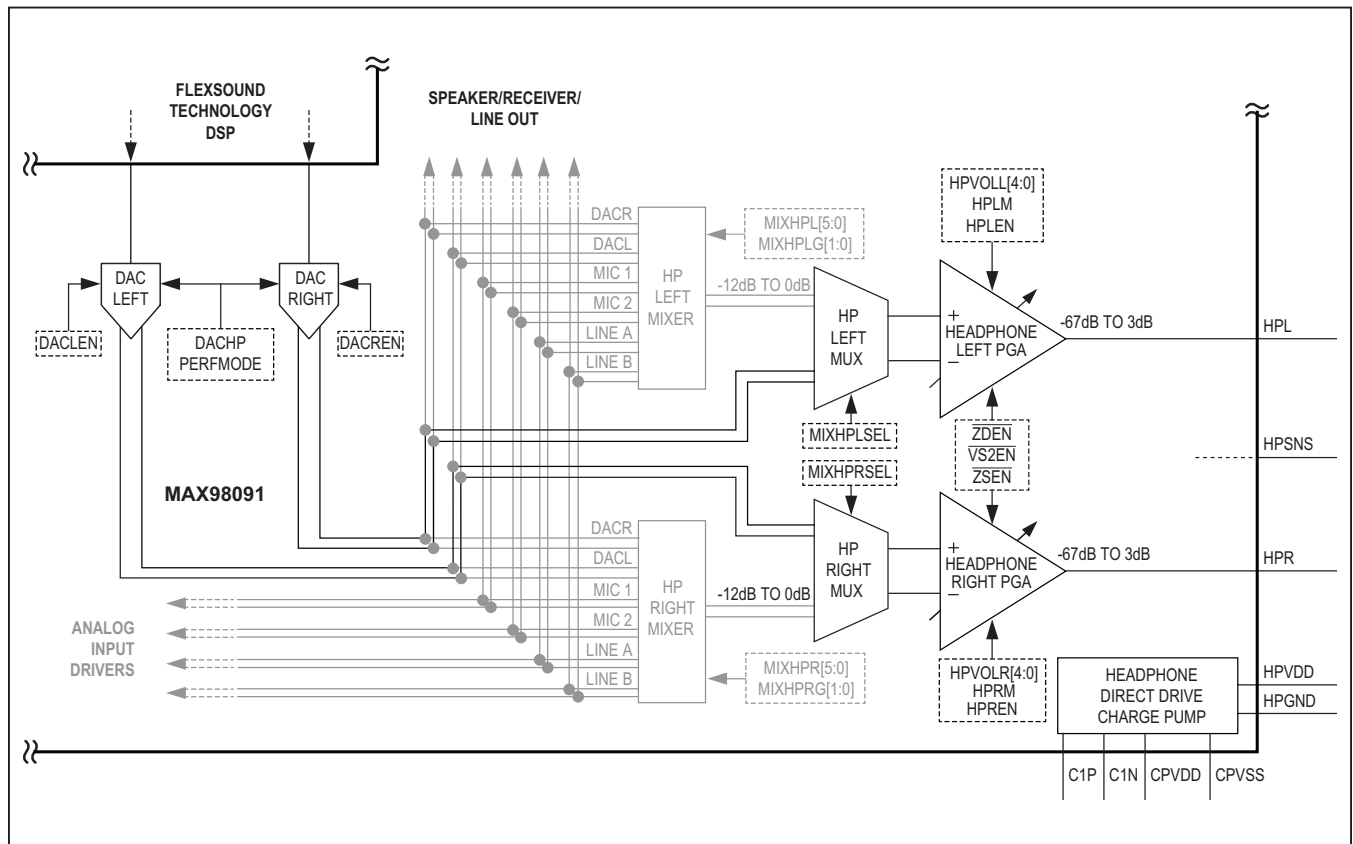 FLEXSOUND
TECHNOLOGY
DSP
SPEAKER/RECEIVER/
LINE OUT
DAC
LEFT
DAC
RIGHT
DACLEN
DACHP
PERFMODE
DACREN
MAX98091
DACR
DACL
MIC 1
MIC 2
LINE A
LINE B
HP
LEFT
MIXER
MIXHPL[5:0]
MIXHPLG[1:0]
-12dB TO 0dB
HP
LEFT
MUX
MIXHPLSEL
HPVOLL[4:0]
HPLM
HPLEN
+
HEADPHONE
LEFT PGA
−
-67dB TO 3dB
HPL
ZDEN
VS2EN
ZSEN
HPSNS
MIXHPRSEL
DACR
DACL
MIC 1
MIC 2
LINE A
LINE B
HP
RIGHT
MIXER
-12dB TO 0dB
MIXHPR[5:0]
MIXHPRG[1:0]
HP
RIGHT
MUX
+
HEADPHONE
RIGHT PGA
−
-67dB TO 3dB
HPR
HPVOLR[4:0]
HPRM
HPREN
ANALOG
INPUT
DRIVERS
HEADPHONE
DIRECT DRIVE
CHARGE PUMP
HPVDD
HPGND
C1P
C1N
CPVDD
CPVSS